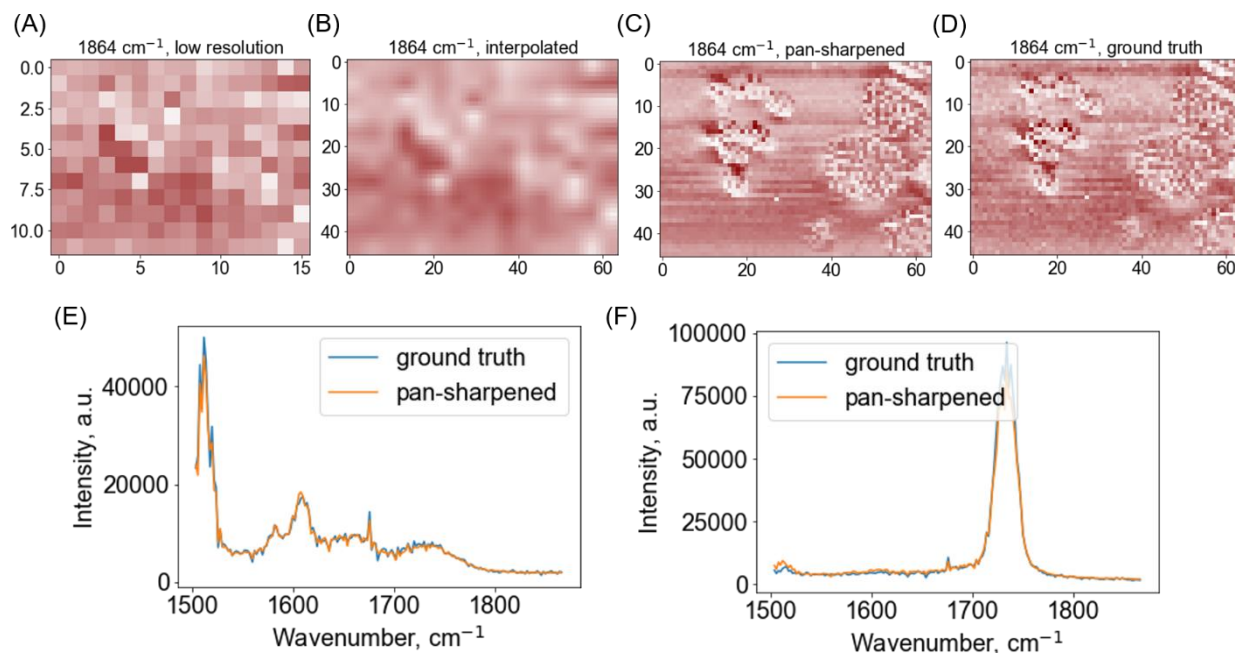 (A)
1864 cm⁻¹, low resolution
0.0
2.5
5.0
7.5
10.0
0 5 10 15
(B)
1864 cm⁻¹, interpolated
0
10
20
30
40
0 20 40 60
(C)
1864 cm⁻¹, pan-sharpened
0
10
20
30
40
0 20 40 60
(D)
1864 cm⁻¹, ground truth
0
10
20
30
40
0 20 40 60
(E)
ground truth
pan-sharpened
Intensity, a.u.
40000
20000
0
1500 1600 1700 1800
Wavenumber, cm⁻¹
(F)
ground truth
pan-sharpened
Intensity, a.u.
100000
75000
50000
25000
0
1500 1600 1700 1800
Wavenumber, cm⁻¹